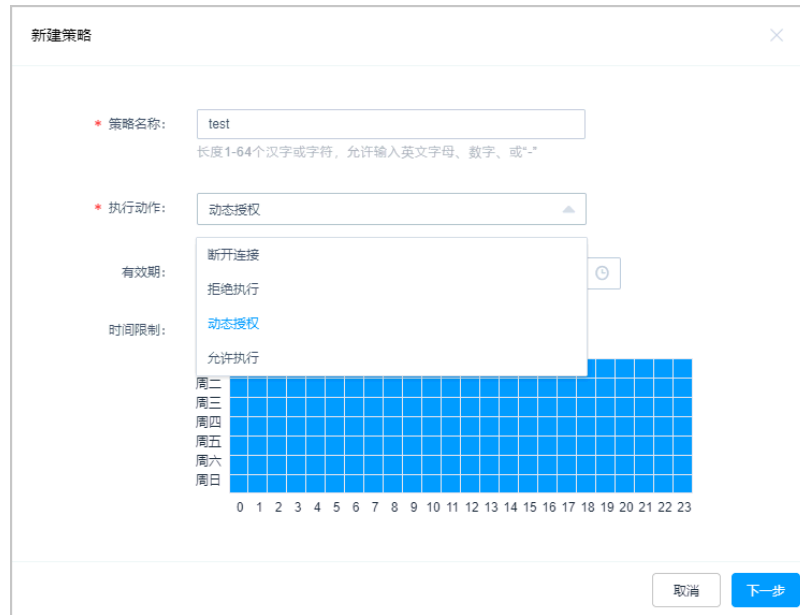 新建策略
* 策略名称： test
长度1-64个汉字或字符，允许输入英文字母、数字、或“-”
* 执行动作： 动态授权
断开连接
有效期：
拒绝执行
时间限制： 动态授权
允许执行
周二
周三
周四
周五
周六
周日
0 1 2 3 4 5 6 7 8 9 10 11 12 13 14 15 16 17 18 19 20 21 22 23
取消 下一步